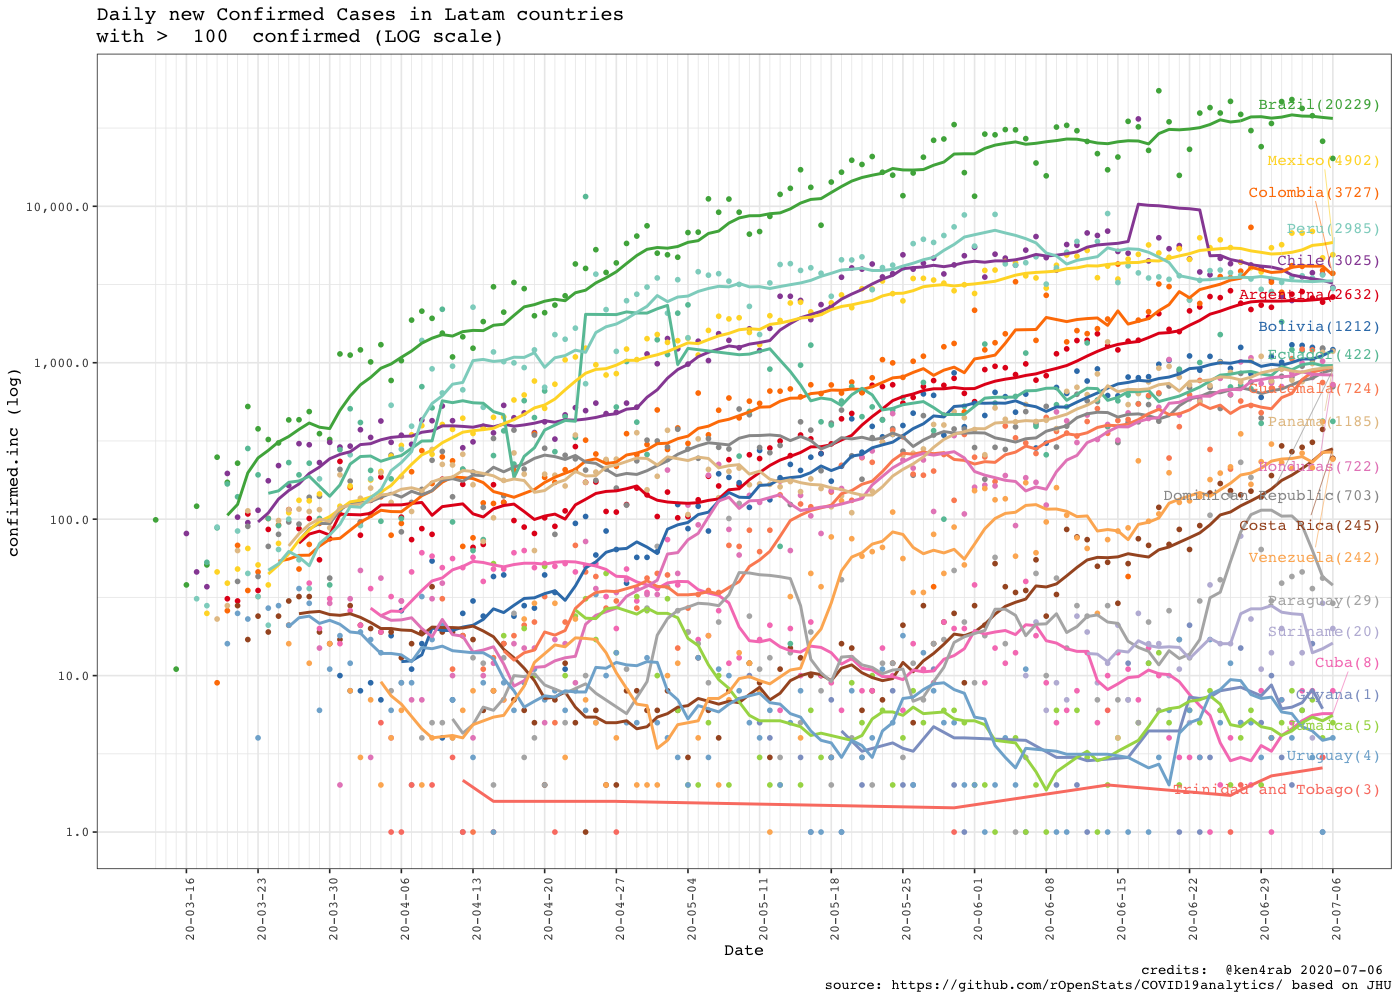 Daily new Confirmed Cases in Latam countries
with >  100  confirmed (LOG scale)
Brazil(20229)
Mexico(4902)
Colombia(3727)
Peru(2985)
Chile(3025)
Argentina(2632)
Bolivia(1212)
Ecuador(422)
Guatemala(724)
Panama(1185)
Honduras(722)
Dominican Republic(703)
Costa Rica(245)
Venezuela(242)
Paraguay(29)
Suriname(20)
Cuba(8)
Guyana(1)
Jamaica(5)
Uruguay(4)
Trinidad and Tobago(3)
confirmed.inc (log)
10,000.0
1,000.0
100.0
10.0
1.0
20-03-16
20-03-23
20-03-30
20-04-06
20-04-13
20-04-20
20-04-27
20-05-04
20-05-11
20-05-18
20-05-25
20-06-01
20-06-08
20-06-15
20-06-22
20-06-29
20-07-06
Date
credits:  @ken4rab 2020-07-06
source: https://github.com/rOpenStats/COVID19analytics/ based on JHU